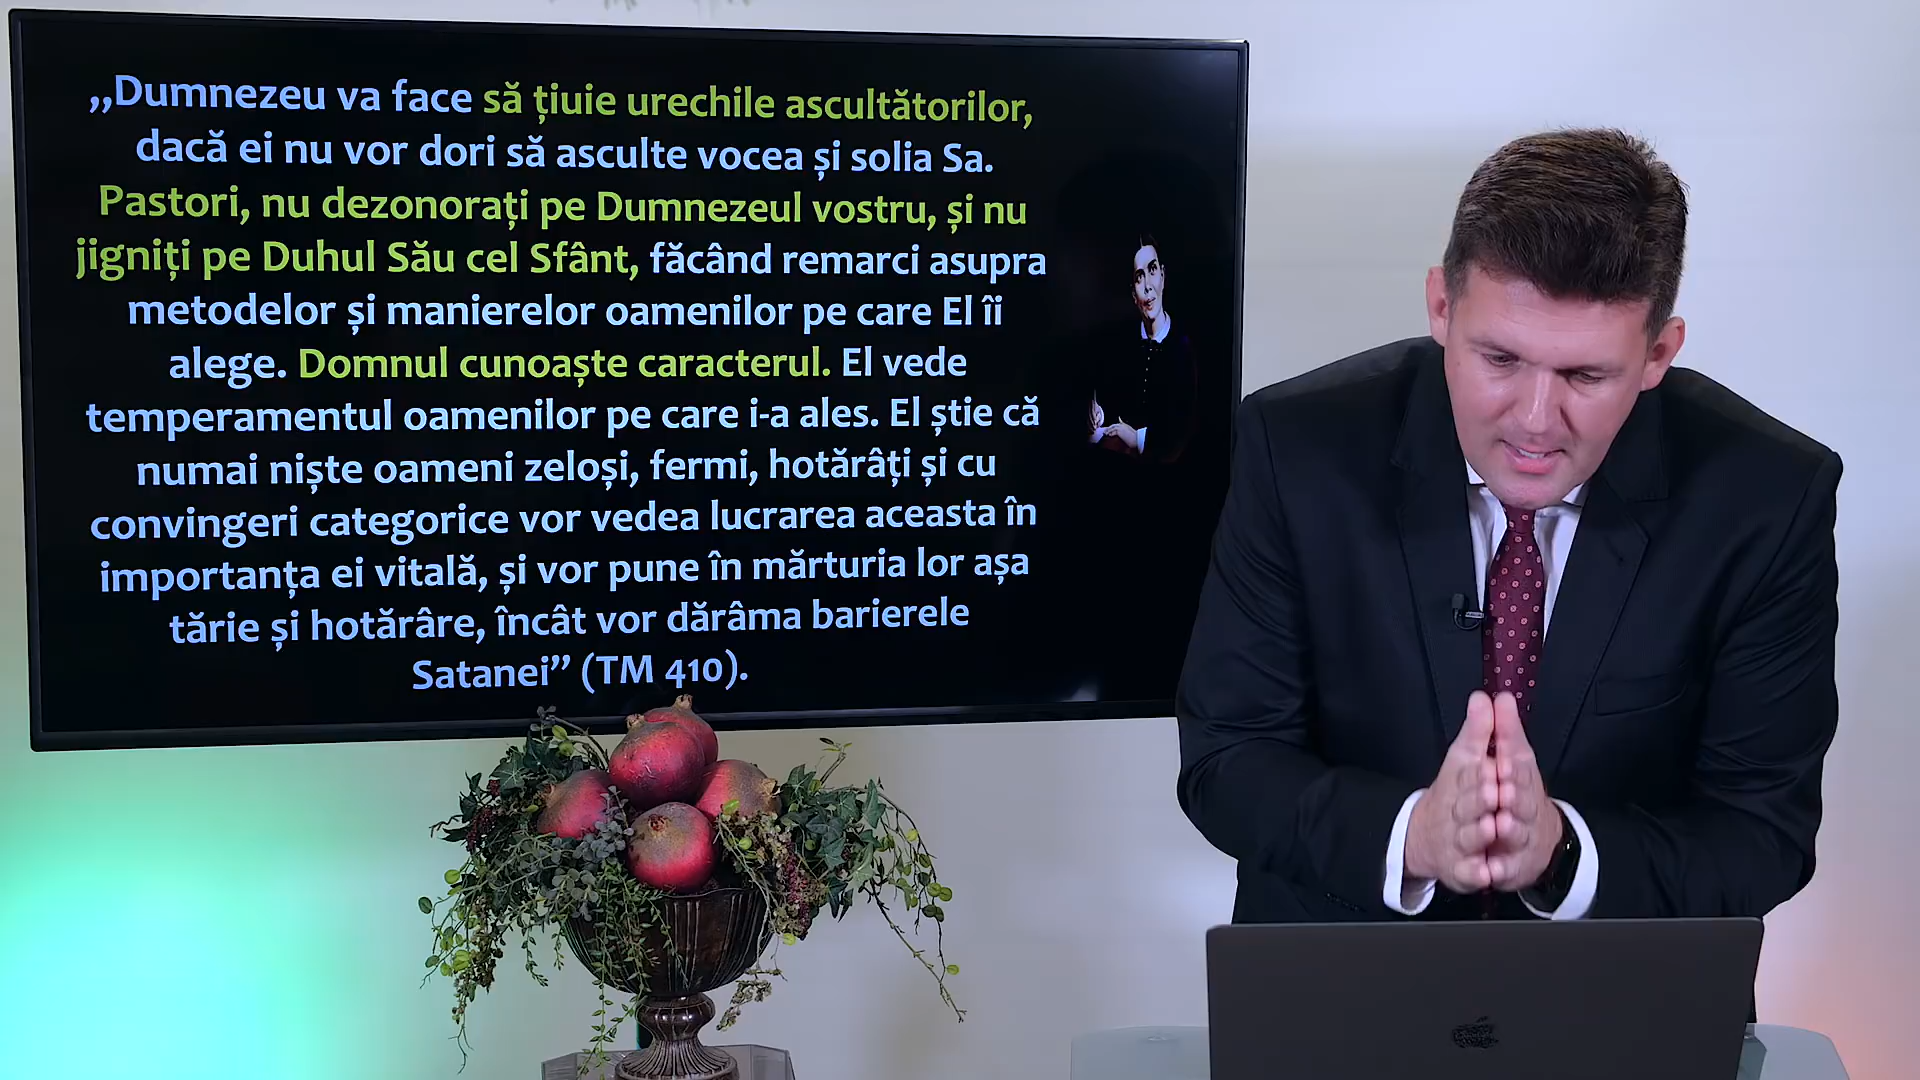 ,,Dumnezeu va face să țiuie urechile ascultătorilor,
dacă ei nu vor dori să asculte vocea și solia Sa.
Pastori, nu dezonorați pe Dumnezeul vostru, și nu
jigniți pe Duhul Său cel Sfânt, făcând remarci asupra
metodelor și manierelor oamenilor pe care El îi
alege. Domnul cunoaște caracterul. El vede
temperamentul oamenilor pe care i-a ales. El știe că
numai niște oameni zeloși, fermi, hotărâți și cu
convingeri categorice vor vedea lucrarea aceasta în
importanța ei vitală, și vor pune în mărturia lor așa
tărie și hotărâre, încât vor dărâma barierele
Satanei” (TM 410).